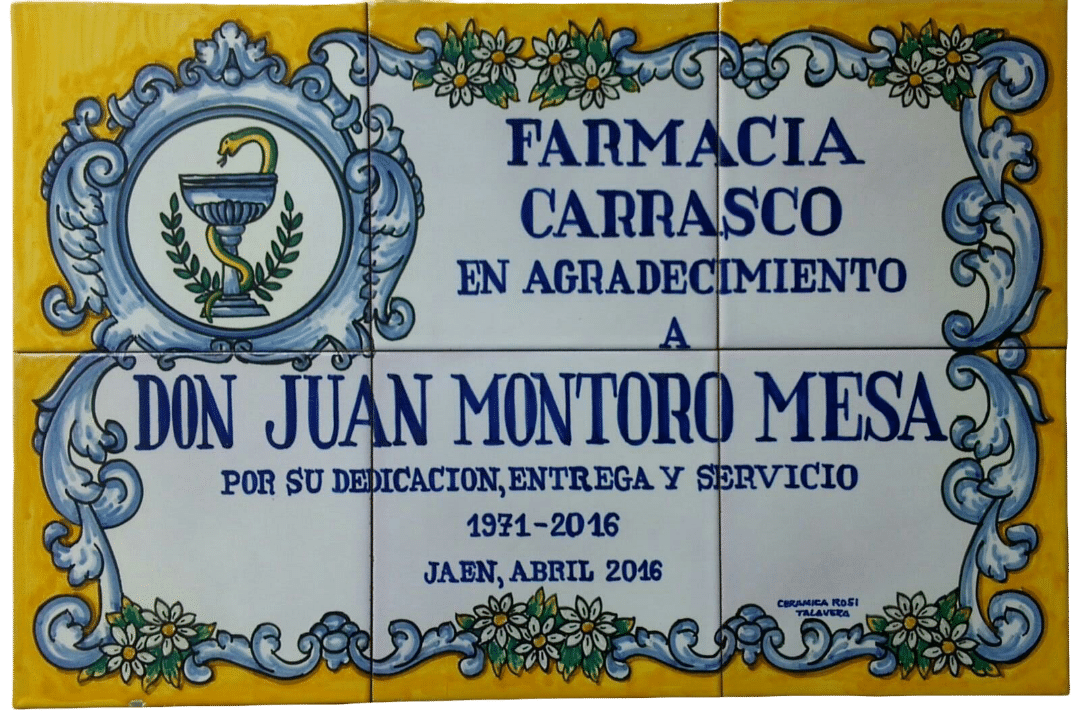 FARMACIA
CARRASCO
EN AGRADECIMIENTO
A
DON JUAN MONTORO MESA
POR SU DEDICACION, ENTREGA Y SERVICIO
1971-2016
JAEN, ABRIL 2016
CERAMICA ROSI
TALAVERA